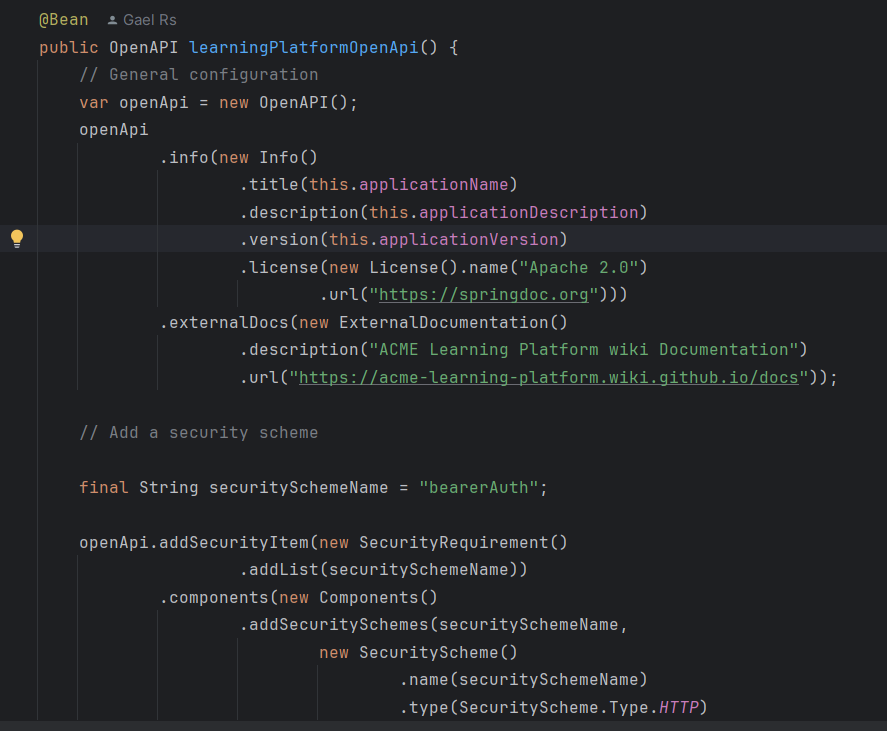 @Bean Gael Rs
public OpenAPI learningPlatformOpenApi() {
// General configuration
var openApi = new OpenAPI();
openApi
.info(new Info()
.title(this.applicationName)
.description(this.applicationDescription)
.version(this.applicationVersion)
.license(new License().name("Apache 2.0")
.url("https://springdoc.org")))
.externalDocs(new ExternalDocumentation()
.description("ACME Learning Platform wiki Documentation")
.url("https://acme-learning-platform.wiki.github.io/docs"));
// Add a security scheme
final String securitySchemeName = "bearerAuth";
openApi.addSecurityItem(new SecurityRequirement()
.addList(securitySchemeName))
.components(new Components()
.addSecuritySchemes(securitySchemeName,
new SecurityScheme()
.name(securitySchemeName)
.type(SecurityScheme.Type.HTTP)